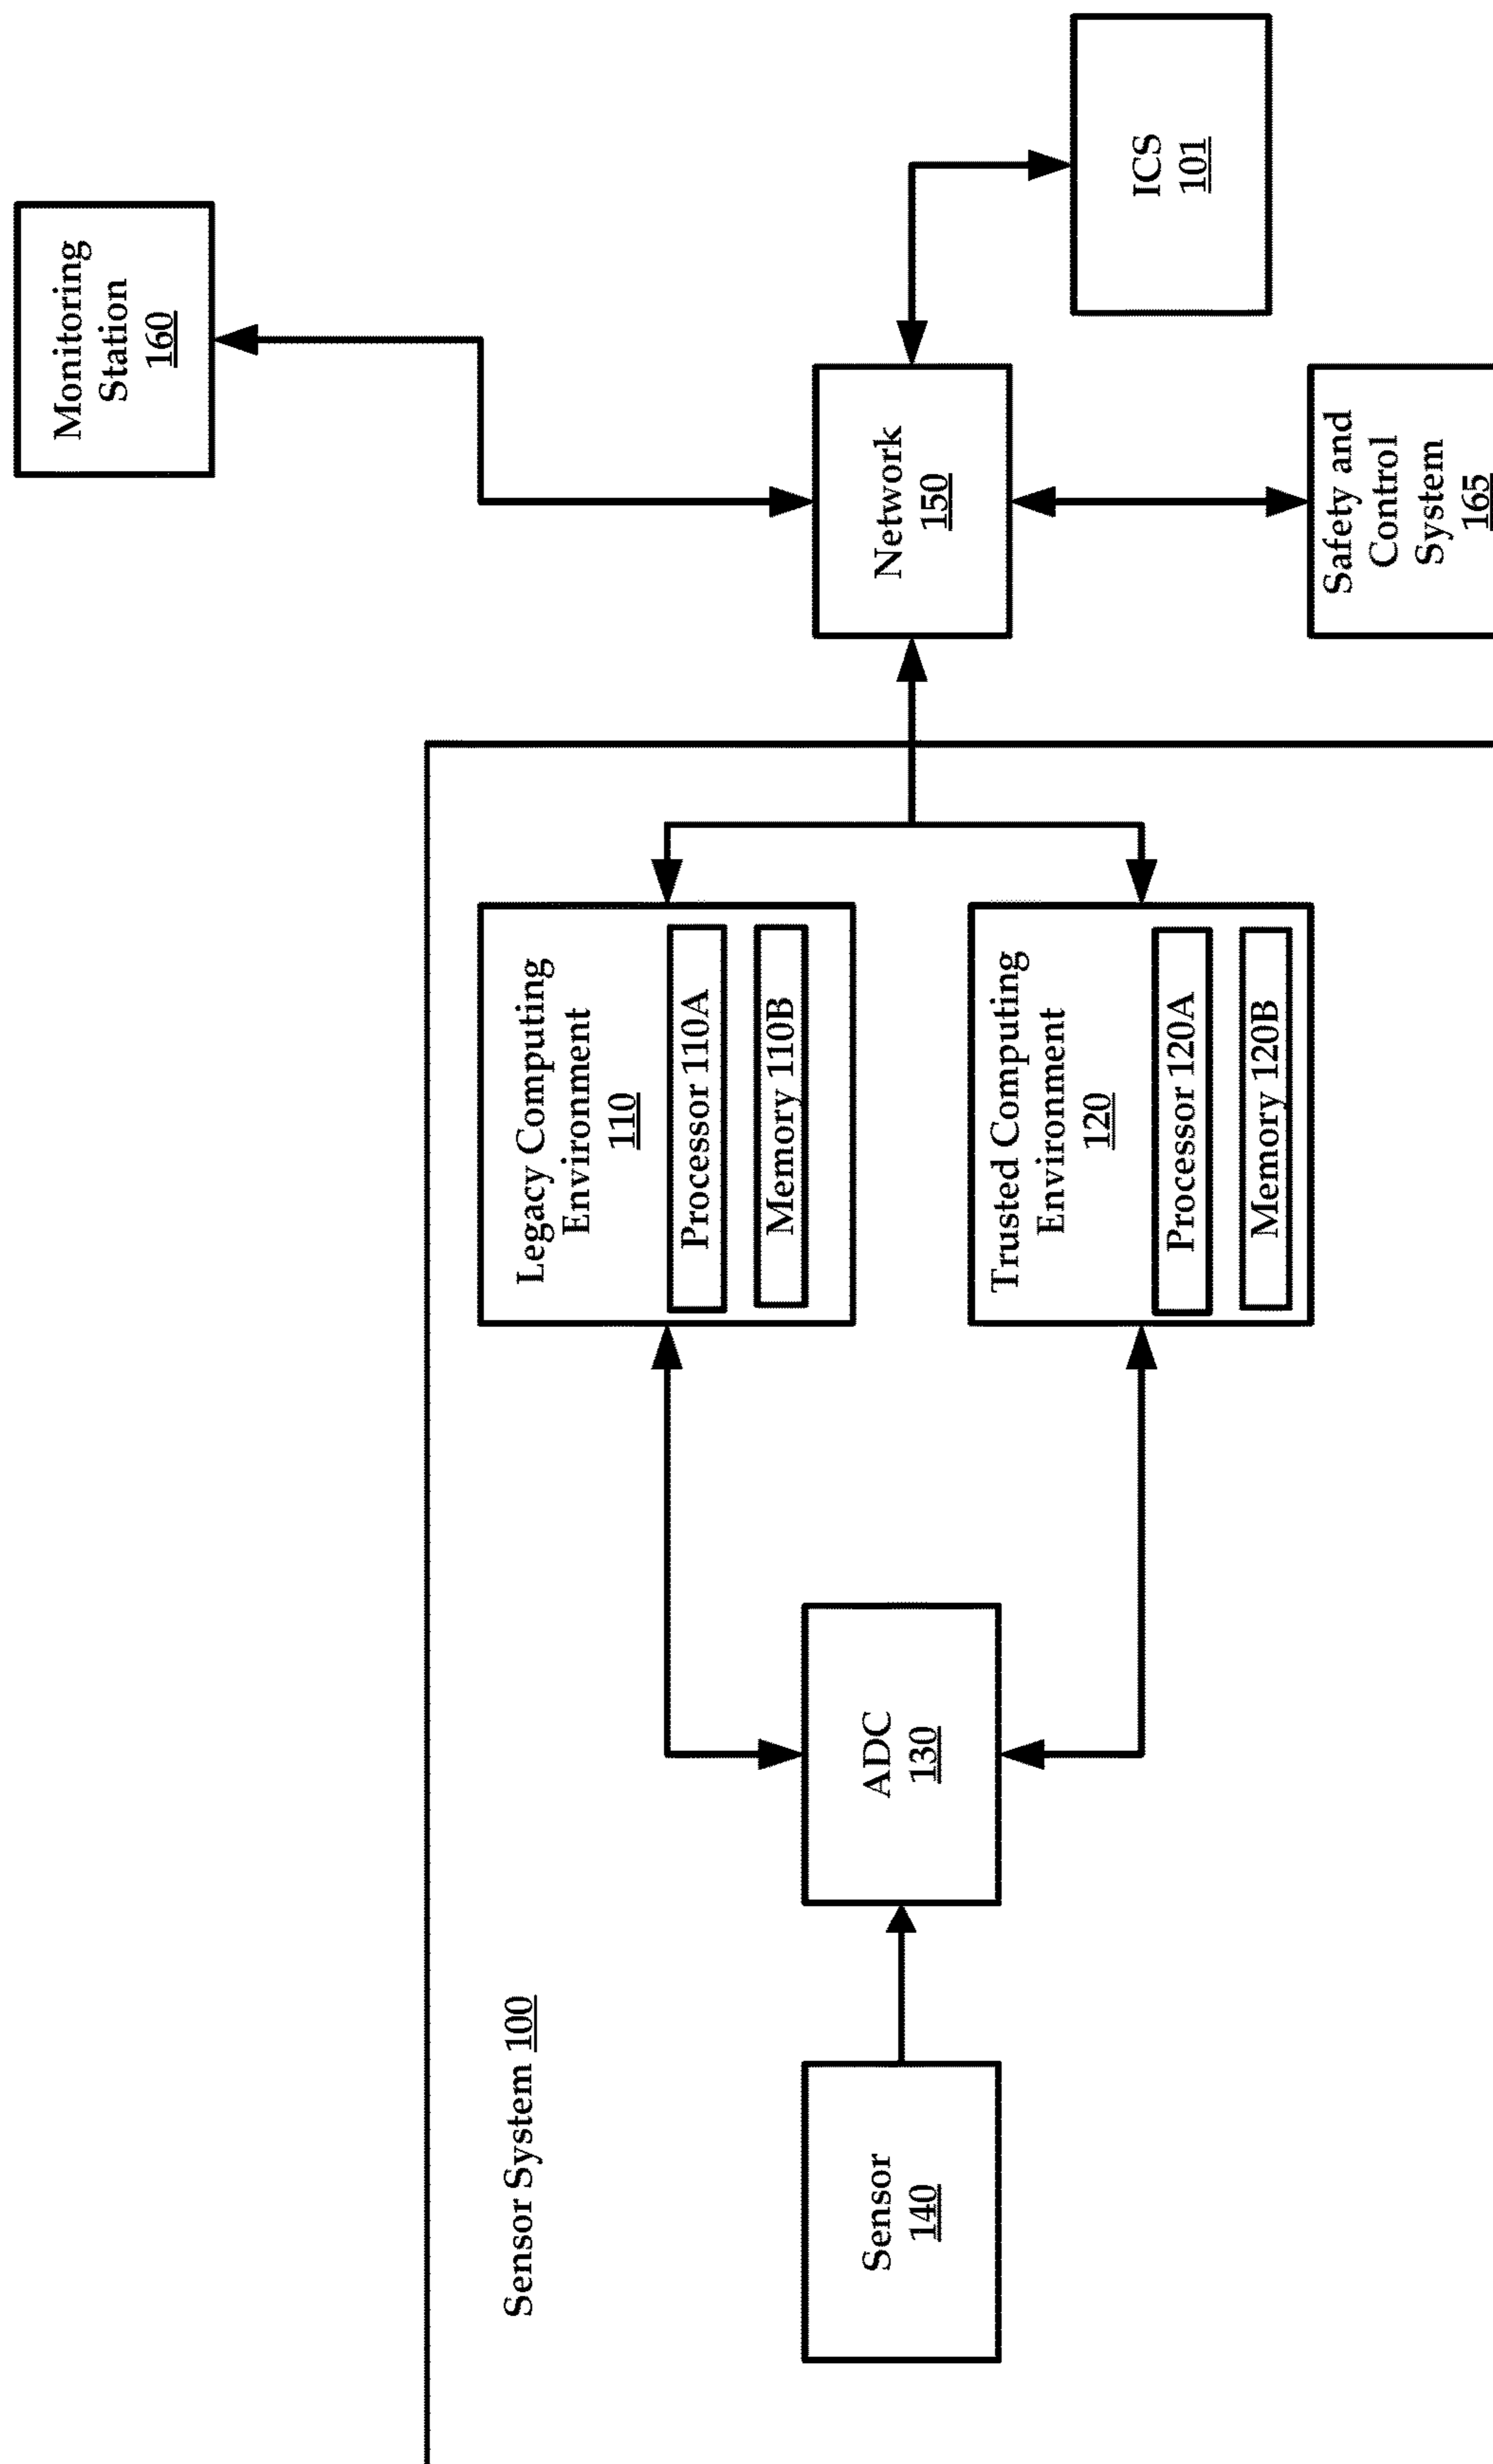 Sensor System 100
Sensor
140
ADC
130
Legacy Computing
Environment
110
Processor 110A
Memory 110B
Trusted Computing
Environment
120
Processor 120A
Memory 120B
Network
150
Monitoring
Station
160
ICS
101
Safety and
Control
System
165